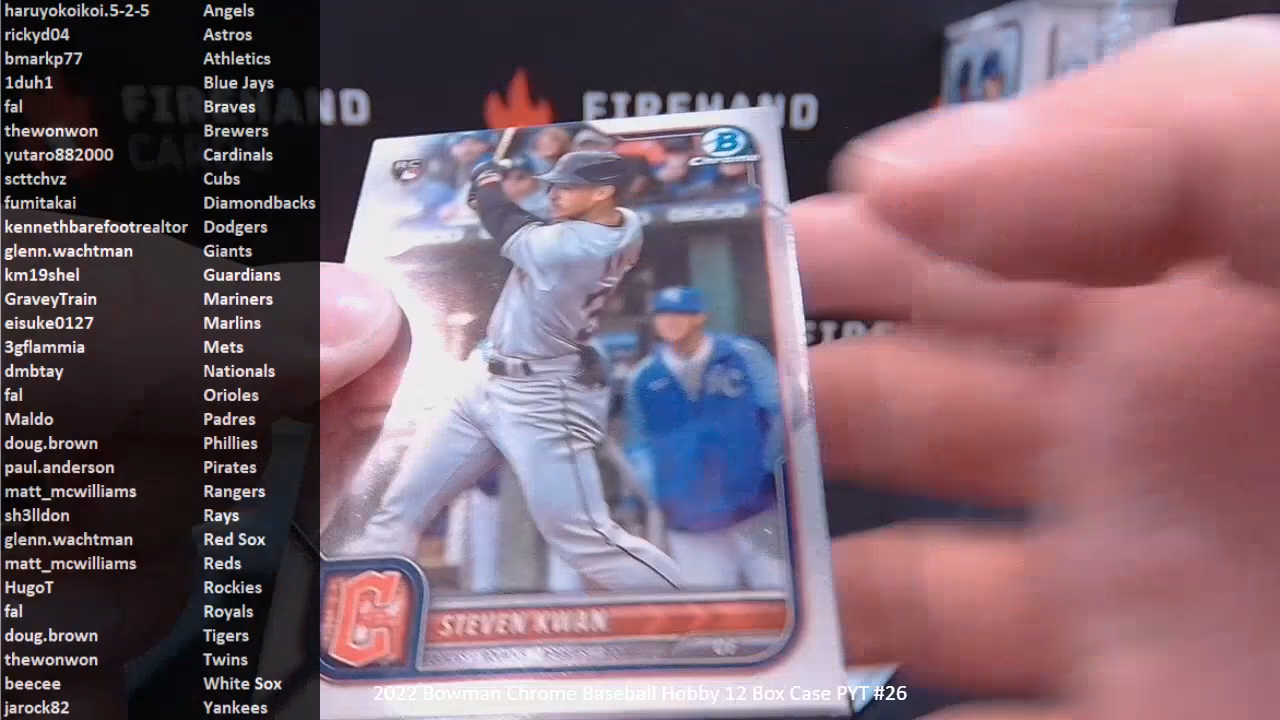 haruyokoikoi.5-2-5 Angels
rickyd04 Astros
bmarkp77 Athletics
1duh1 Blue Jays
fal Braves
thewonwon Brewers
yutaro882000 Cardinals
scttchvz Cubs
fumitakai Diamondbacks
kennethbarefootrealtor Dodgers
glenn.wachtman Giants
km19shel Guardians
GraveyTrain Mariners
eisuke0127 Marlins
3gflammia Mets
dmbtay Nationals
fal Orioles
Maldo Padres
doug.brown Phillies
paul.anderson Pirates
matt_mcwilliams Rangers
sh3lldon Rays
glenn.wachtman Red Sox
matt_mcwilliams Reds
HugoT Rockies
fal Royals
doug.brown Tigers
thewonwon Twins
beecee White Sox
jarock82 Yankees
FIREHAND
CARDS
FIREHAND
RC
B
Chrome
KC
C
STEVEN KWAN
OF
2022 Bowman Chrome Baseball Hobby 12 Box Case PYT #26